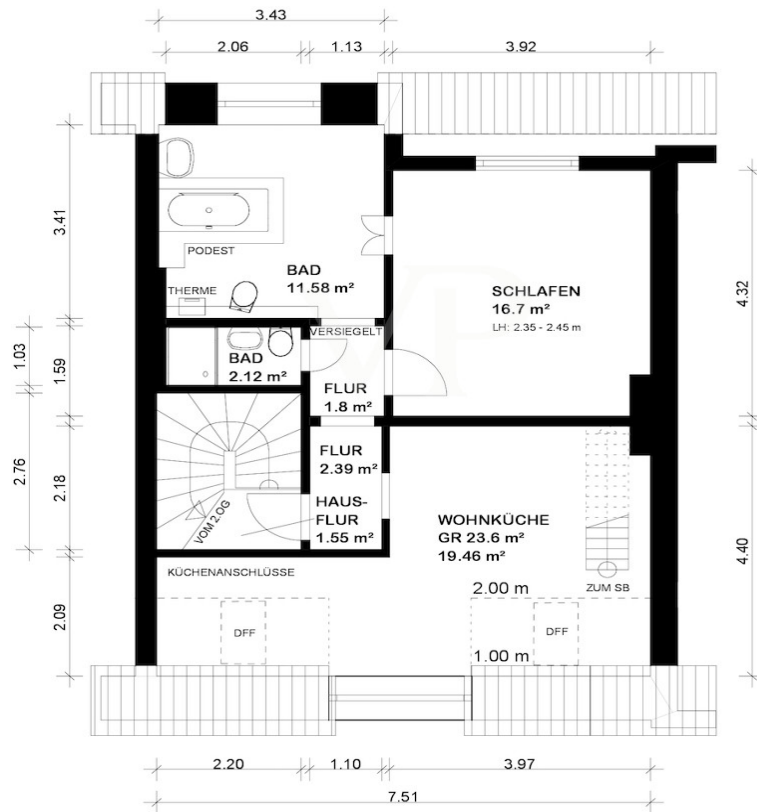 3.43
2.06
1.13
3.92
3.41
PODEST
BAD
11.58 m²
THERME
SCHLAFEN
16.7 m²
LH: 2.35 - 2.45 m
4.32
VP
VERSIEGELT
1.03
1.59
BAD
2.12 m²
FLUR
1.8 m²
2.76
2.18
FLUR
2.39 m²
HAUS-
FLUR
1.55 m²
VOM 2.OG
WOHNKÜCHE
GR 23.6 m²
19.46 m²
4.40
KÜCHENANSCHLÜSSE
2.00 m
ZUM SB
2.09
DFF
DFF
1.00 m
2.20
1.10
3.97
7.51